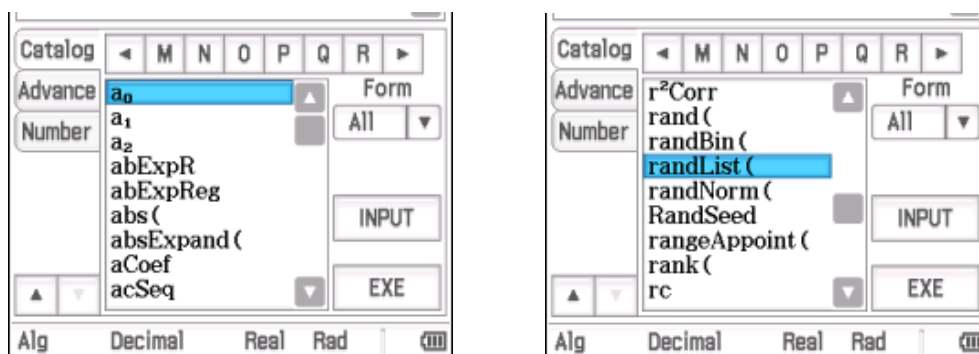 Catalog ◄ M N O P Q R ►
Advance
Number
a₀
a₁
a₂
abExpR
abExpReg
abs(
absExpand(
aCoef
acSeq
Form
All ▼
INPUT
EXE
▲ ▼
Alg Decimal Real Rad
Catalog ◄ M N O P Q R ►
Advance
Number
r²Corr
rand(
randBin(
randList(
randNorm(
RandSeed
rangeAppoint(
rank(
rc
Form
All ▼
INPUT
EXE
▲ ▼
Alg Decimal Real Rad